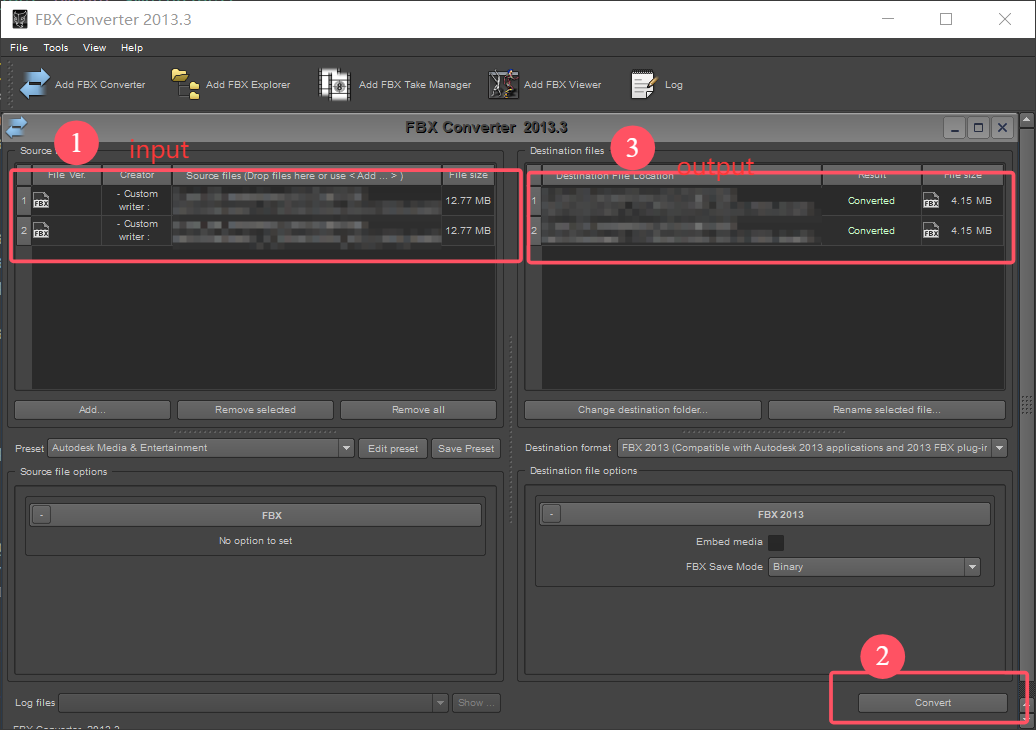 FBX Converter 2013.3
File Tools View Help
Add FBX Converter Add FBX Explorer Add FBX Take Manager Add FBX Viewer Log
FBX Converter 2013.3
Source
1
input
File Ver. Creator Source files (Drop files here or use < Add ... > ) File size
1 FBX - Custom writer : 12.77 MB
2 FBX - Custom writer : 12.77 MB
Add... Remove selected Remove all
Preset Autodesk Media & Entertainment Edit preset Save Preset
Source file options
- FBX
No option to set
Log files Show ...
FBX Converter 2013.3
Destination files
3
output
Destination File Location Result File size
1 Converted FBX 4.15 MB
2 Converted FBX 4.15 MB
Change destination folder... Rename selected file...
Destination format FBX 2013 (Compatible with Autodesk 2013 applications and 2013 FBX plug-ir
Destination file options
- FBX 2013
Embed media
FBX Save Mode Binary
2
Convert